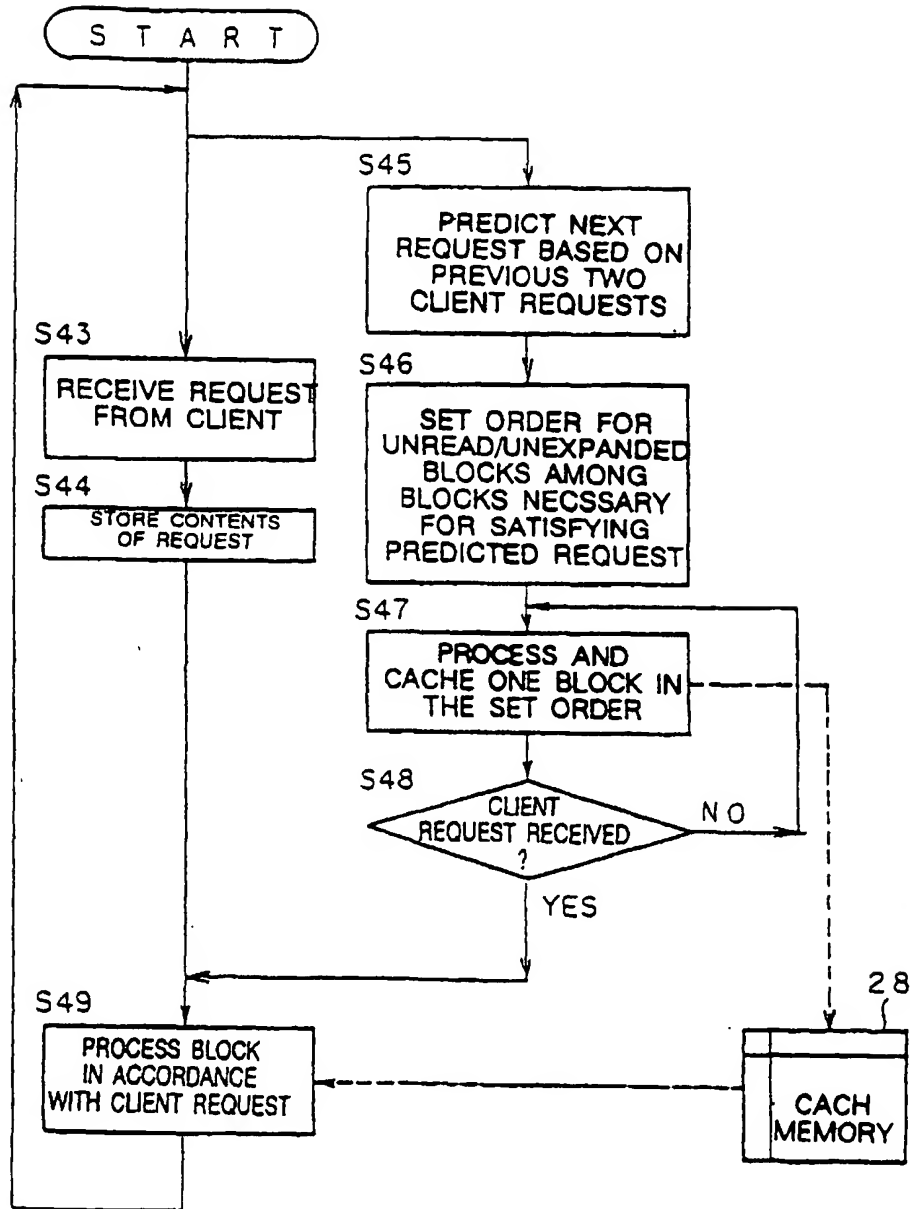 START
S45
PREDICT NEXT
REQUEST BASED ON
PREVIOUS TWO
CLIENT REQUESTS
S43
RECEIVE REQUEST
FROM CLIENT
S46
SET ORDER FOR
UNREAD/UNEXPANDED
BLOCKS AMONG
BLOCKS NECSSARY
FOR SATISFYING
PREDICTED REQUEST
S44
STORE CONTENTS
OF REQUEST
S47
PROCESS AND
CACHE ONE BLOCK IN
THE SET ORDER
S48
CLIENT
REQUEST RECEIVED
?
NO
YES
S49
PROCESS BLOCK
IN ACCORDANCE
WITH CLIENT REQUEST
28
CACH
MEMORY